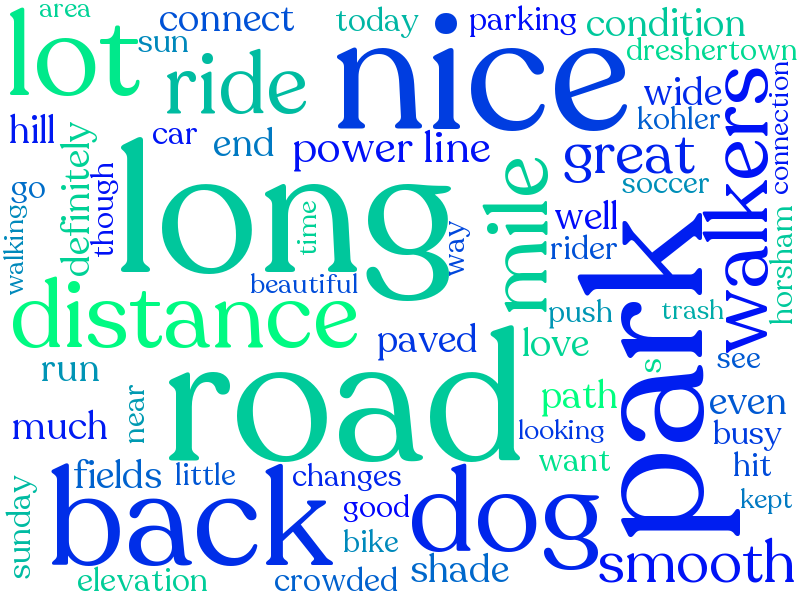 area
connect
today
parking
condition
lot
sun
ride
nice
dreshertown
wide
kohler
walkers
connection
hill
car
end
power line
great
soccer
definitely
though
long
time
way
mile
well
rider
park
horsham
go
walking
beautiful
distance
paved
push
trash
love
s
see
run
near
road
path
even
much
looking
busy
want
hit
fields
little
changes
good
dog
kept
sunday
back
bike
shade
smooth
elevation
crowded